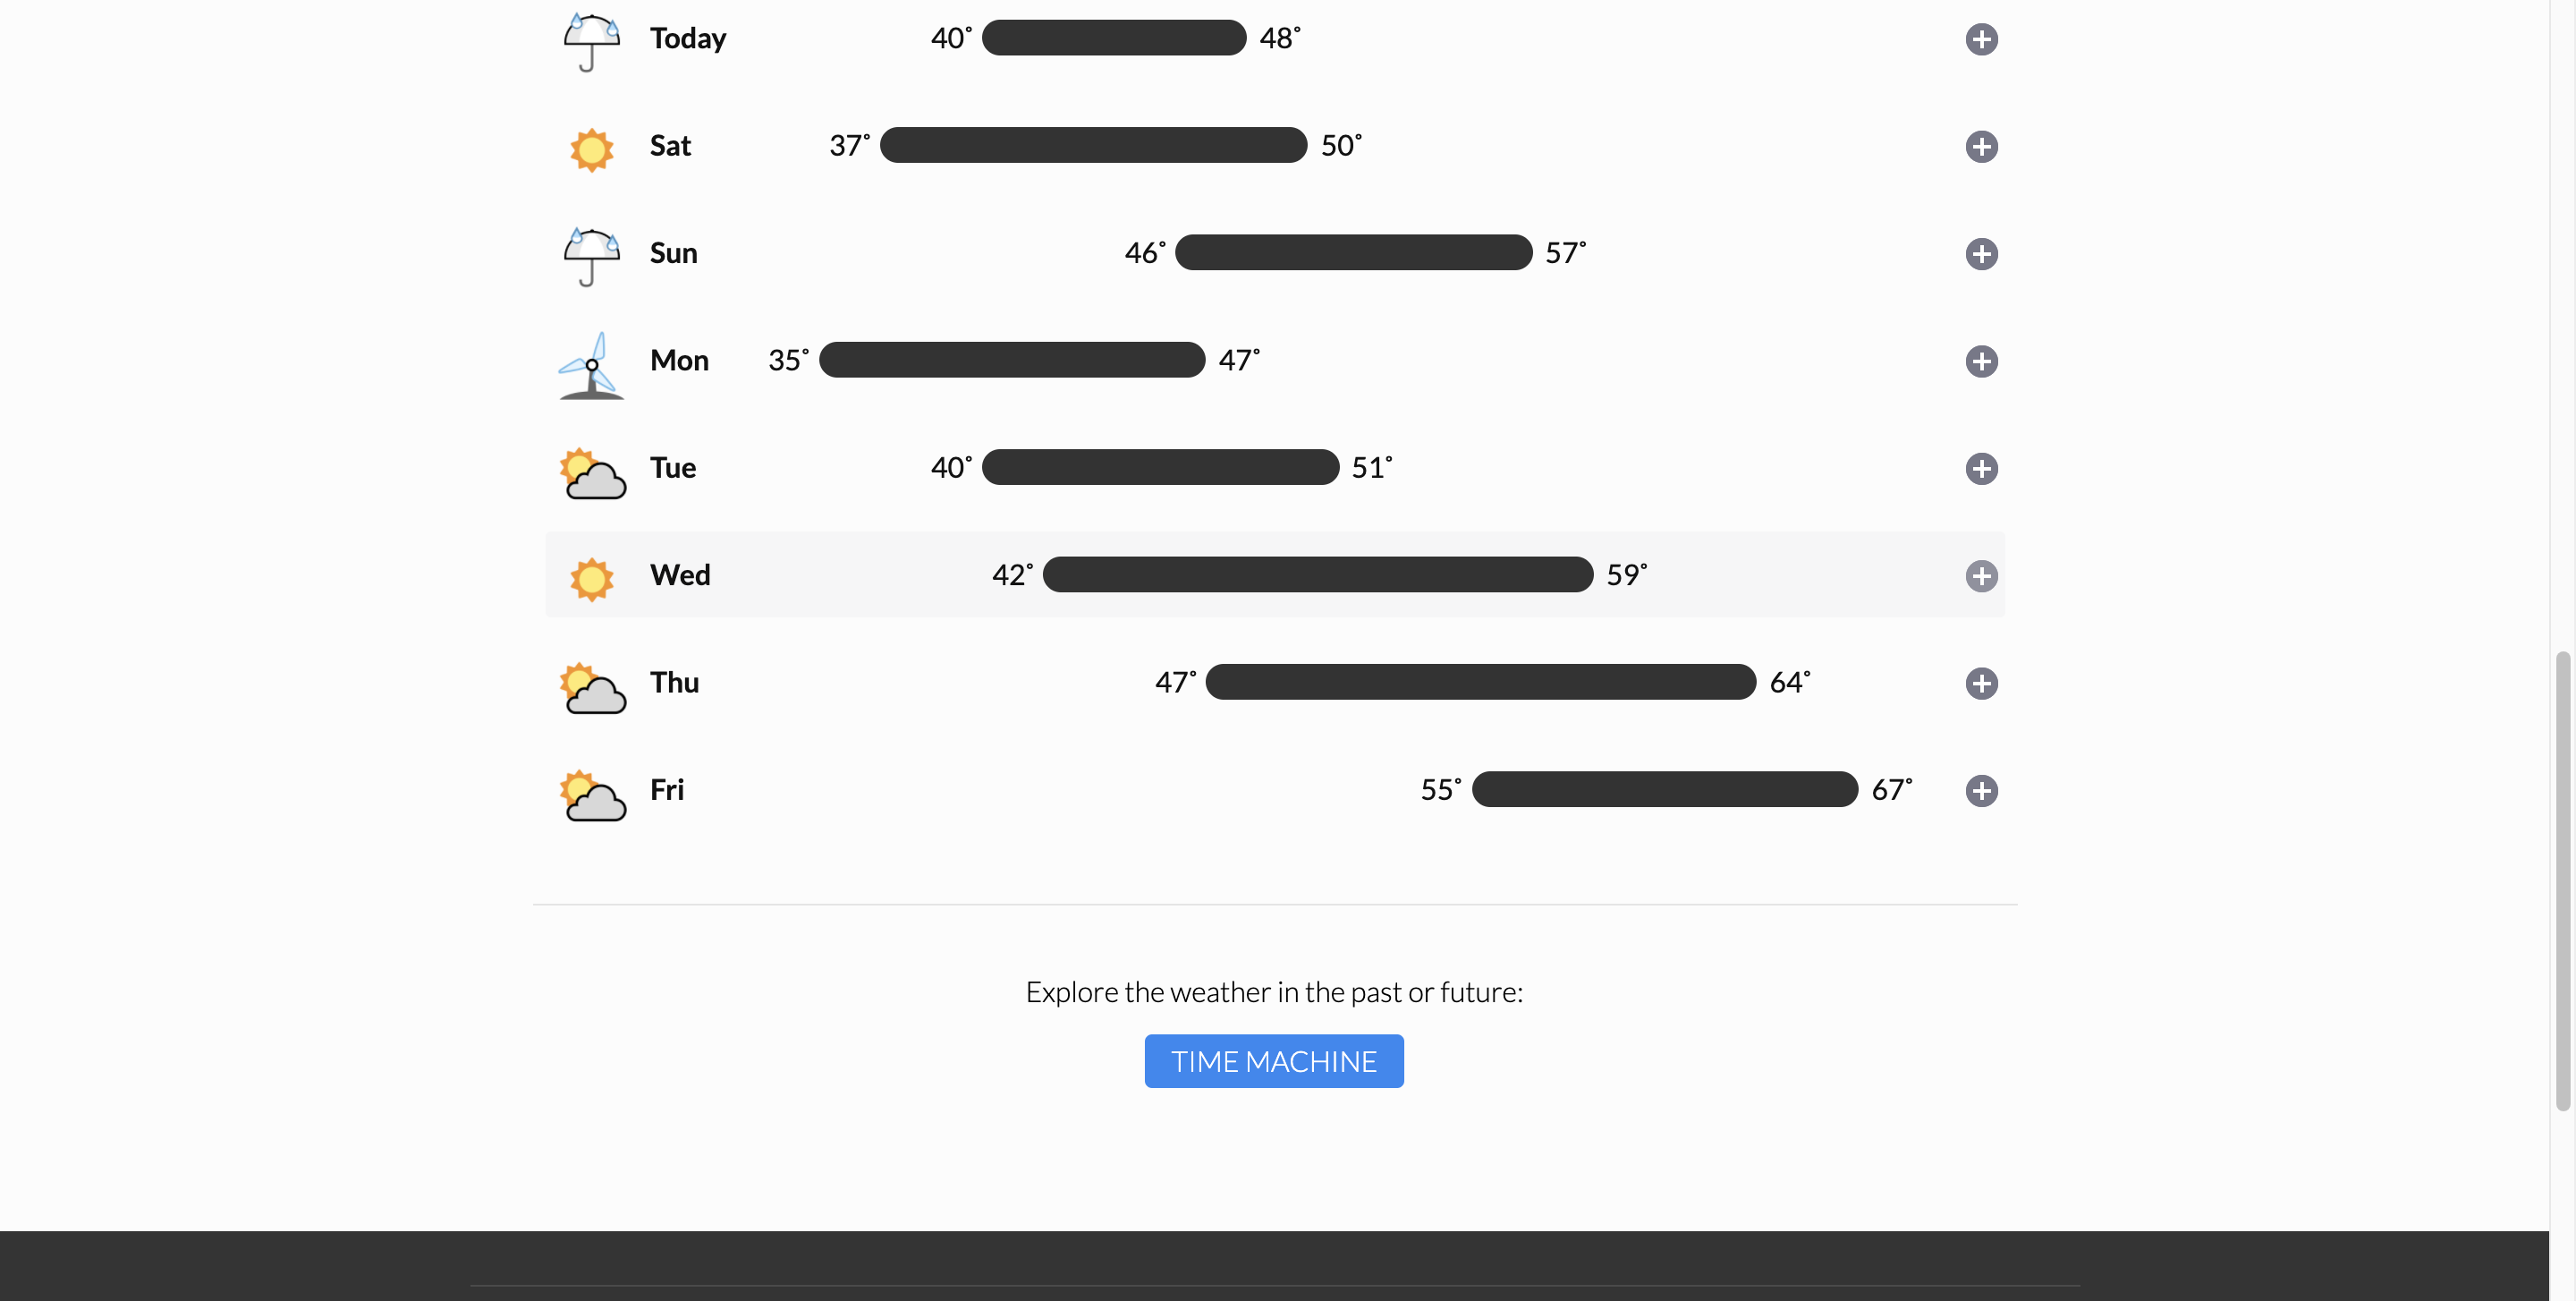 Today 40˚ 48˚
Sat 37˚ 50˚
Sun 46˚ 57˚
Mon 35˚ 47˚
Tue 40˚ 51˚
Wed 42˚ 59˚
Thu 47˚ 64˚
Fri 55˚ 67˚
Explore the weather in the past or future:
TIME MACHINE